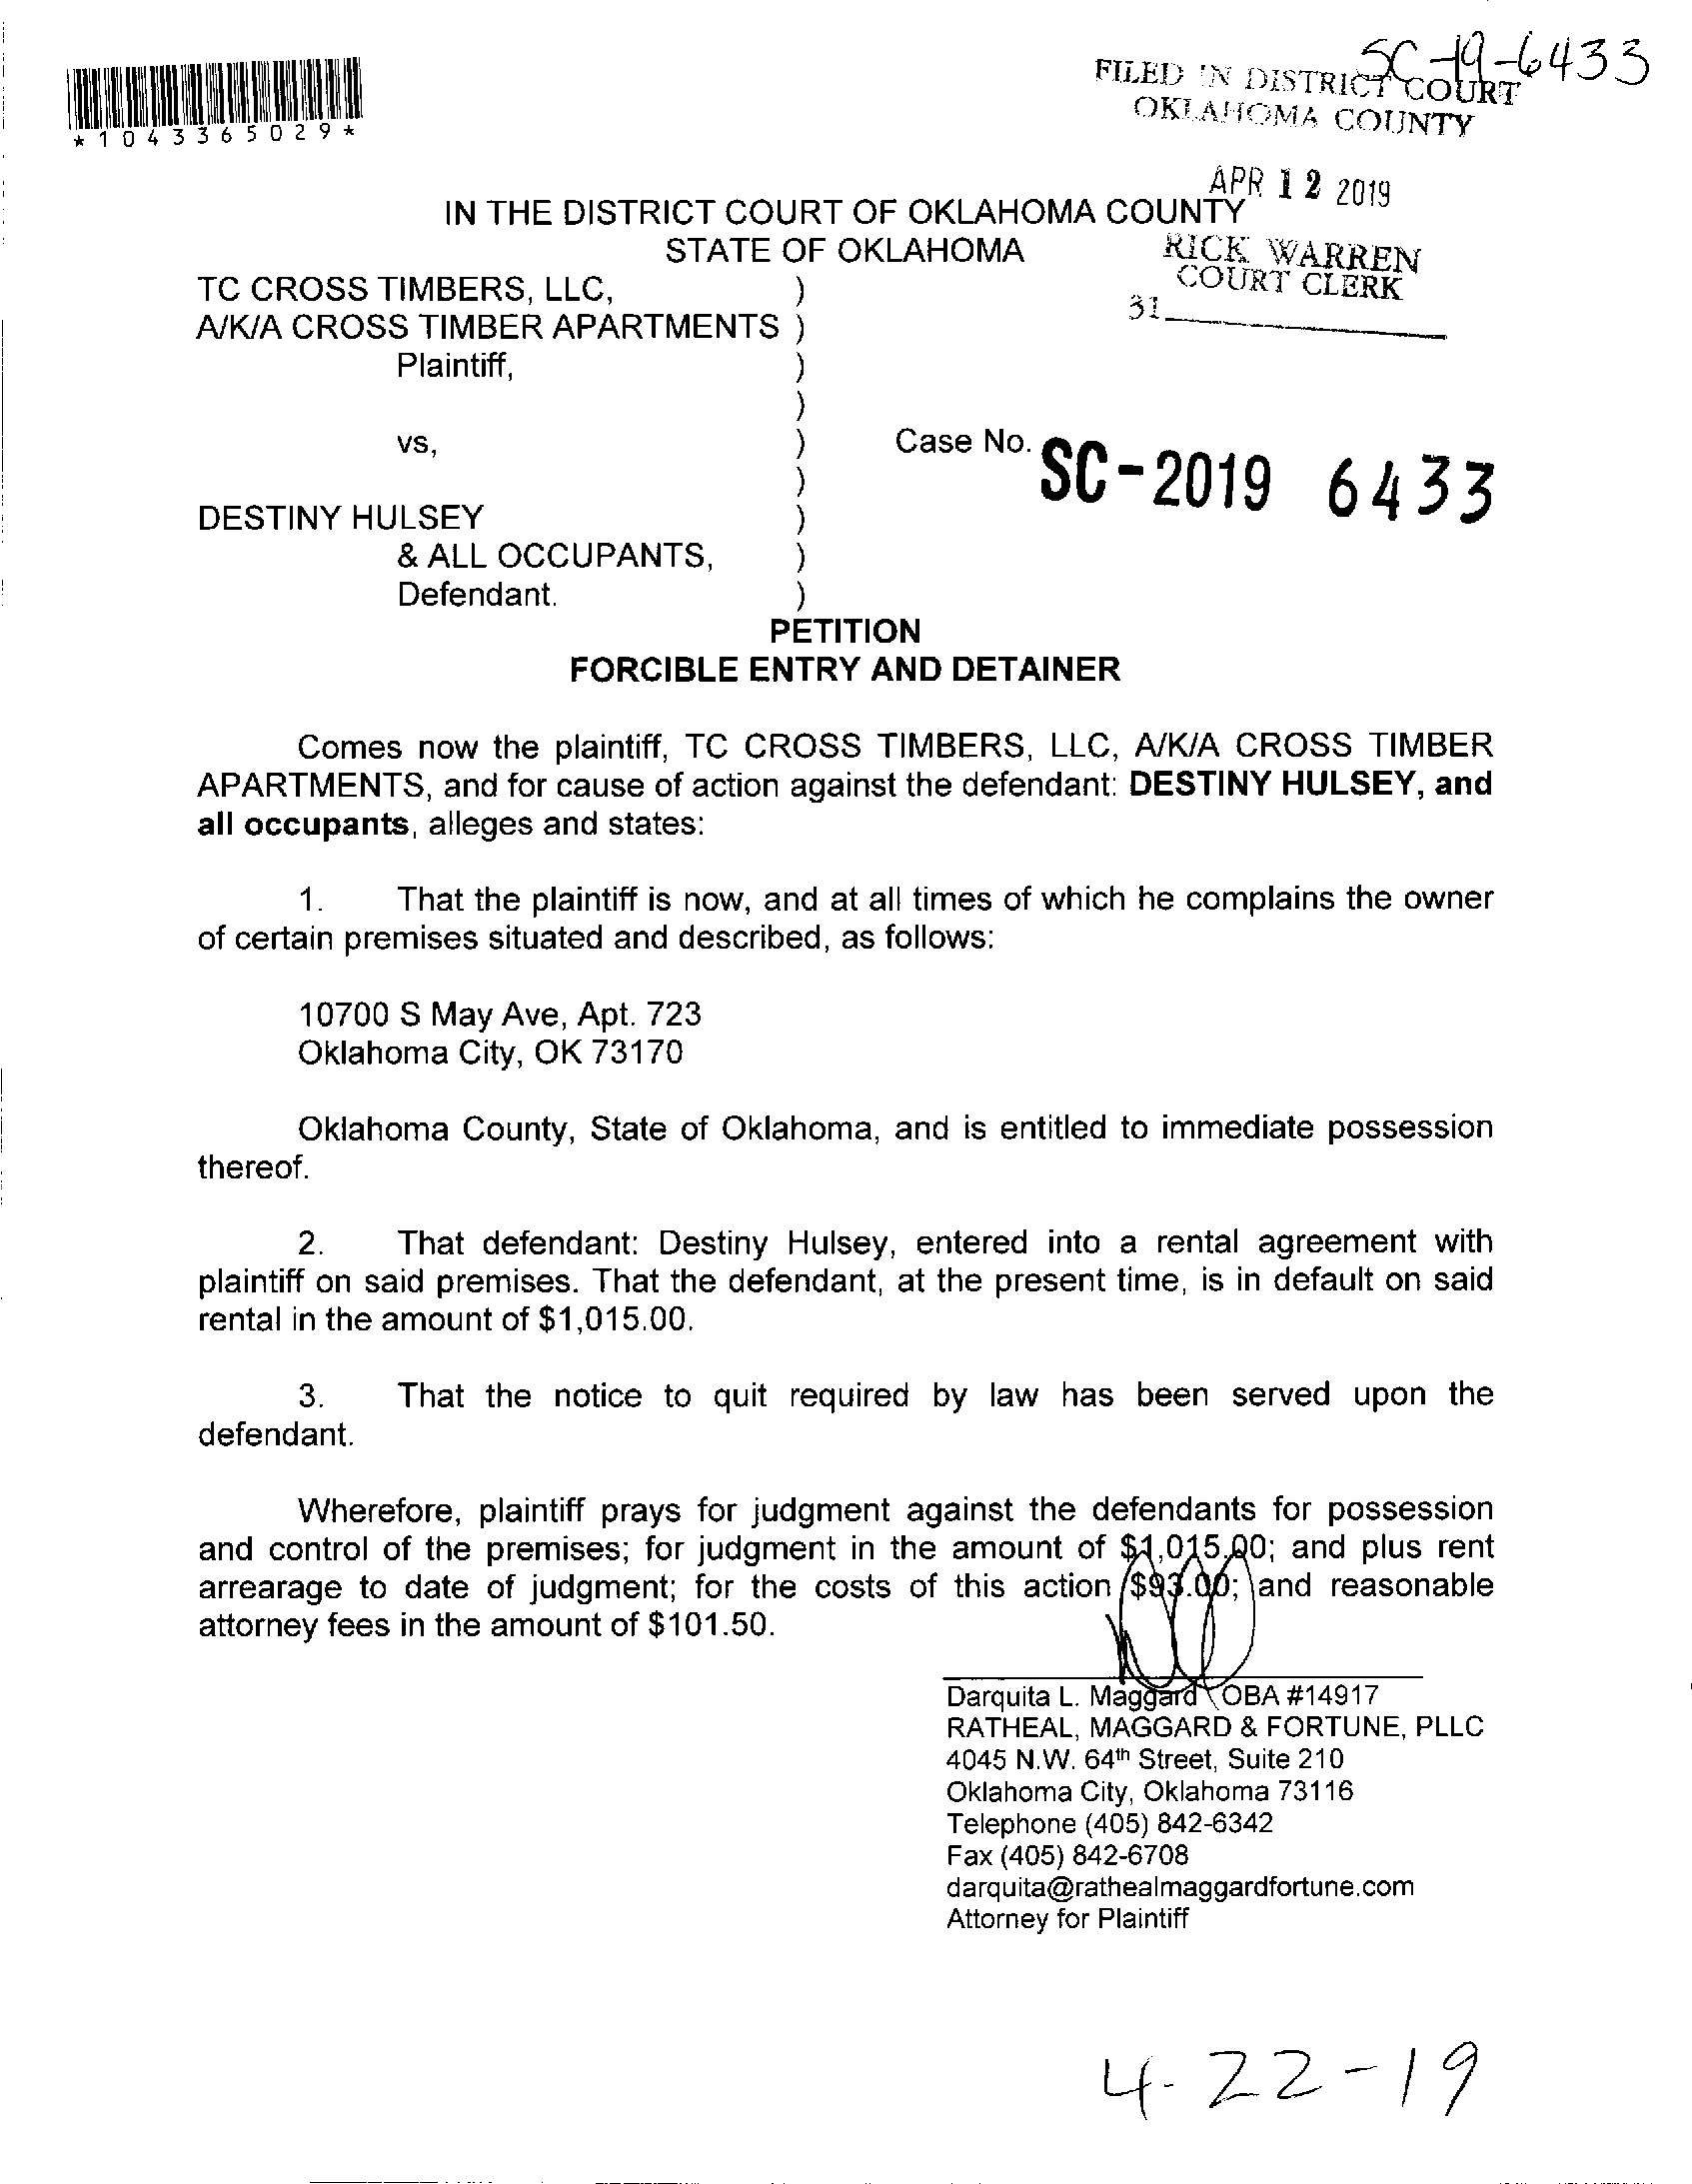 SC-19-6433
FILED IN DISTRICT COURT
OKLAHOMA COUNTY
*1043365029*
APR 12 2019
IN THE DISTRICT COURT OF OKLAHOMA COUNTY
STATE OF OKLAHOMA
RICK WARREN
COURT CLERK
31
TC CROSS TIMBERS, LLC, )
A/K/A CROSS TIMBER APARTMENTS )
Plaintiff, )
)
vs, ) Case No. SC-2019 6433
)
DESTINY HULSEY )
& ALL OCCUPANTS, )
Defendant. )
PETITION
FORCIBLE ENTRY AND DETAINER
Comes now the plaintiff, TC CROSS TIMBERS, LLC, A/K/A CROSS TIMBER
APARTMENTS, and for cause of action against the defendant: DESTINY HULSEY, and
all occupants, alleges and states:
1. That the plaintiff is now, and at all times of which he complains the owner
of certain premises situated and described, as follows:
10700 S May Ave, Apt. 723
Oklahoma City, OK 73170
Oklahoma County, State of Oklahoma, and is entitled to immediate possession
thereof.
2. That defendant: Destiny Hulsey, entered into a rental agreement with
plaintiff on said premises. That the defendant, at the present time, is in default on said
rental in the amount of $1,015.00.
3. That the notice to quit required by law has been served upon the
defendant.
Wherefore, plaintiff prays for judgment against the defendants for possession
and control of the premises; for judgment in the amount of $1,015.00; and plus rent
arrearage to date of judgment; for the costs of this action $93.00; and reasonable
attorney fees in the amount of $101.50.
Darquita L. Maggard OBA #14917
RATHEAL, MAGGARD & FORTUNE, PLLC
4045 N.W. 64th Street, Suite 210
Oklahoma City, Oklahoma 73116
Telephone (405) 842-6342
Fax (405) 842-6708
darquita@rathealmaggardfortune.com
Attorney for Plaintiff
4-22-19